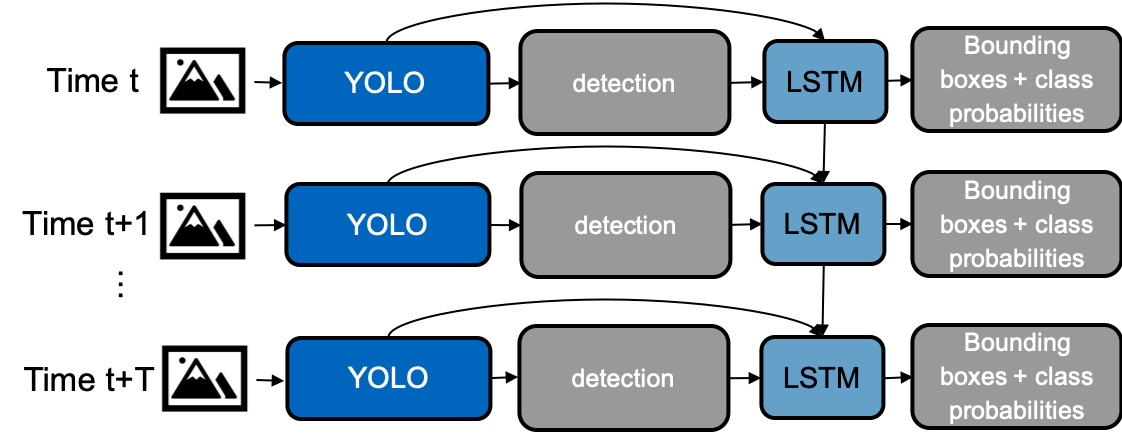 Time t
YOLO
detection
LSTM
Bounding
boxes + class
probabilities
Time t+1
YOLO
detection
LSTM
Bounding
boxes + class
probabilities
⋮
Time t+T
YOLO
detection
LSTM
Bounding
boxes + class
probabilities